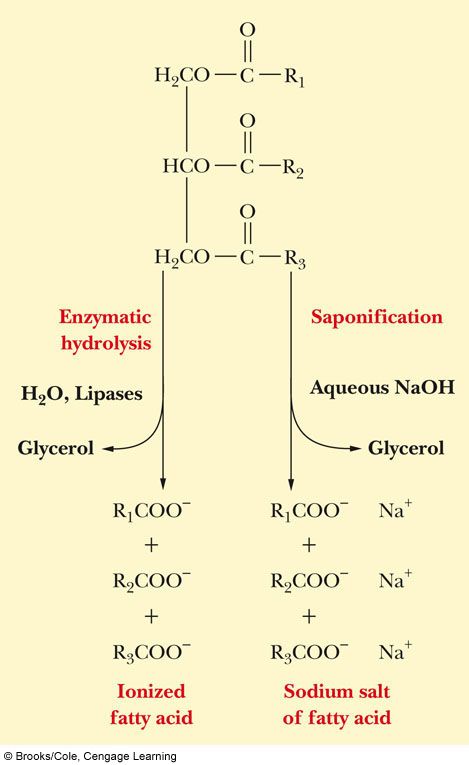 O
H₂CO — C — R₁
O
HCO — C — R₂
O
H₂CO — C — R₃
Enzymatic
hydrolysis
Saponification
H₂O, Lipases
Aqueous NaOH
Glycerol
Glycerol
R₁COO⁻
R₁COO⁻ Na⁺
+
+
R₂COO⁻
R₂COO⁻ Na⁺
+
+
R₃COO⁻
R₃COO⁻ Na⁺
Ionized
fatty acid
Sodium salt
of fatty acid
© Brooks/Cole, Cengage Learning